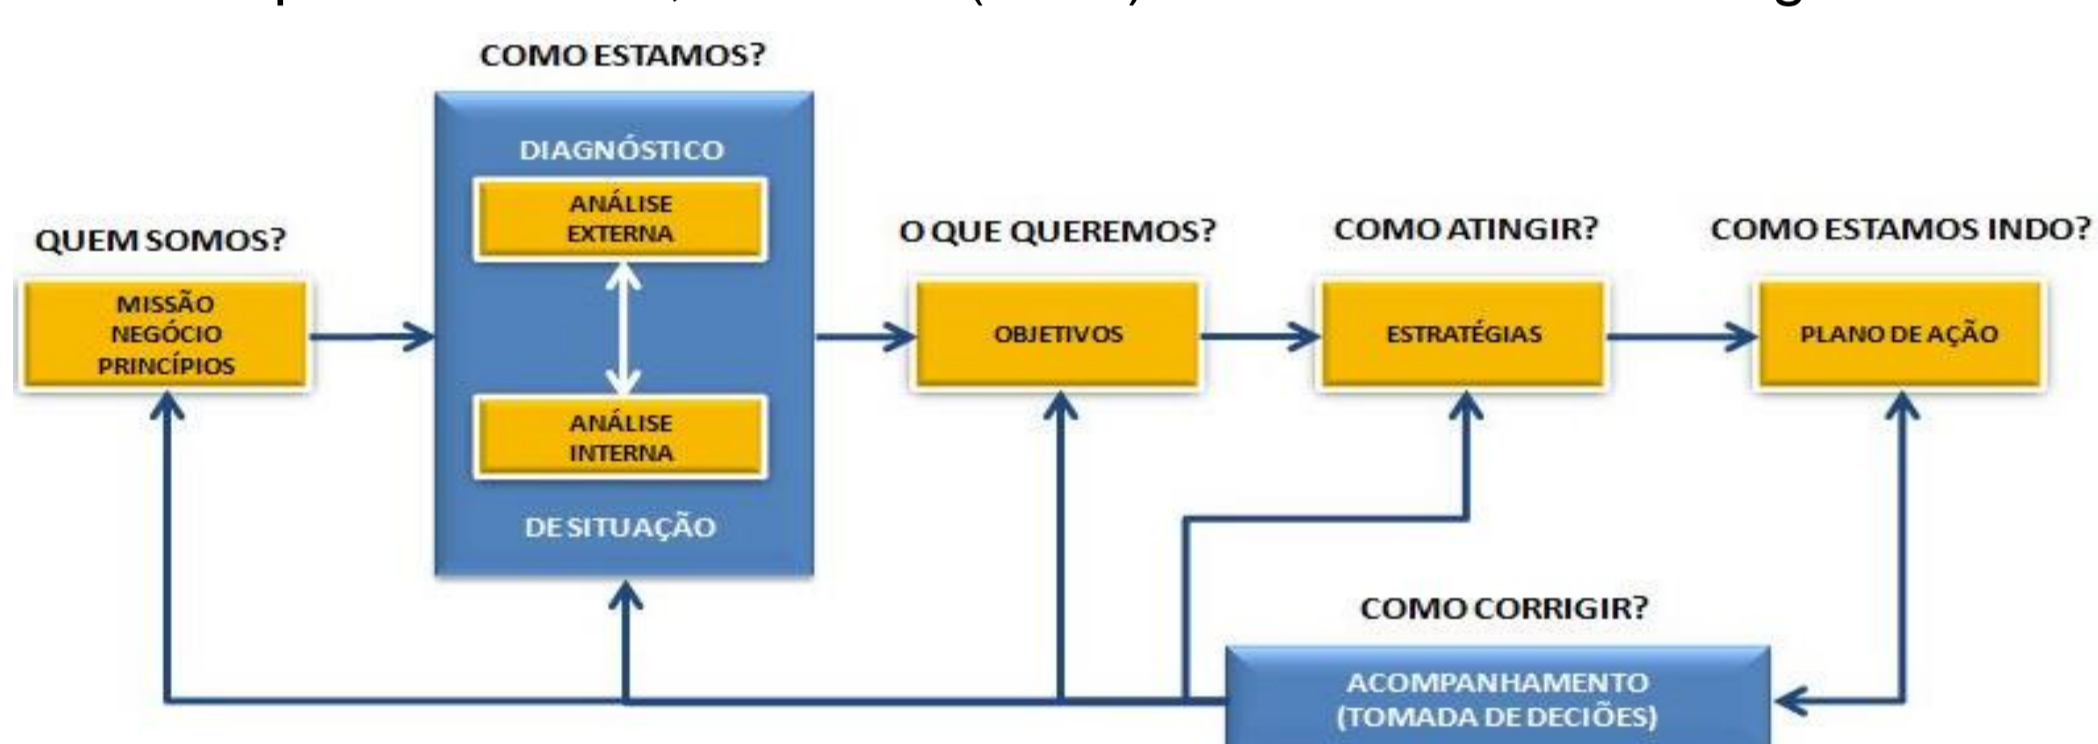 COMO ESTAMOS?
DIAGNÓSTICO
ANÁLISE
EXTERNA
ANÁLISE
INTERNA
DE SITUAÇÃO
QUEM SOMOS?
MISSÃO
NEGÓCIO
PRINCÍPIOS
O QUE QUEREMOS?
OBJETIVOS
COMO ATINGIR?
ESTRATÉGIAS
COMO ESTAMOS INDO?
PLANO DE AÇÃO
COMO CORRIGIR?
ACOMPANHAMENTO
(TOMADA DE DECIÕES)